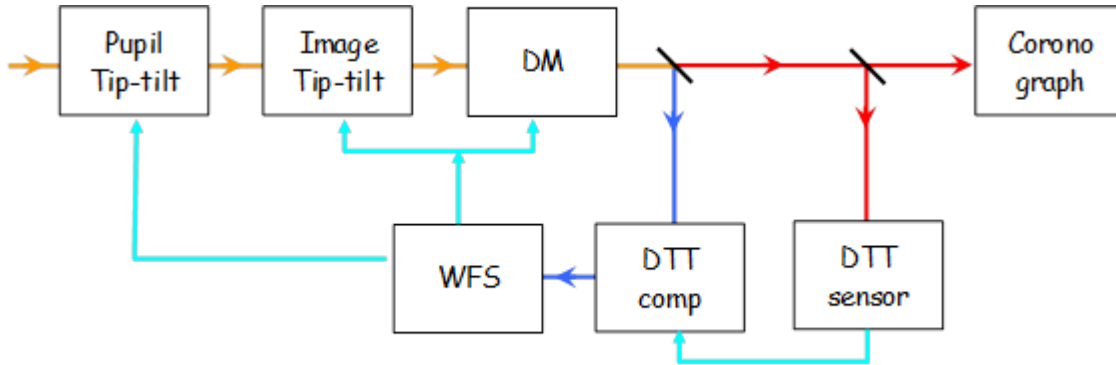 Pupil
Tip-tilt
Image
Tip-tilt
DM
Corono
graph
WFS
DTT
comp
DTT
sensor